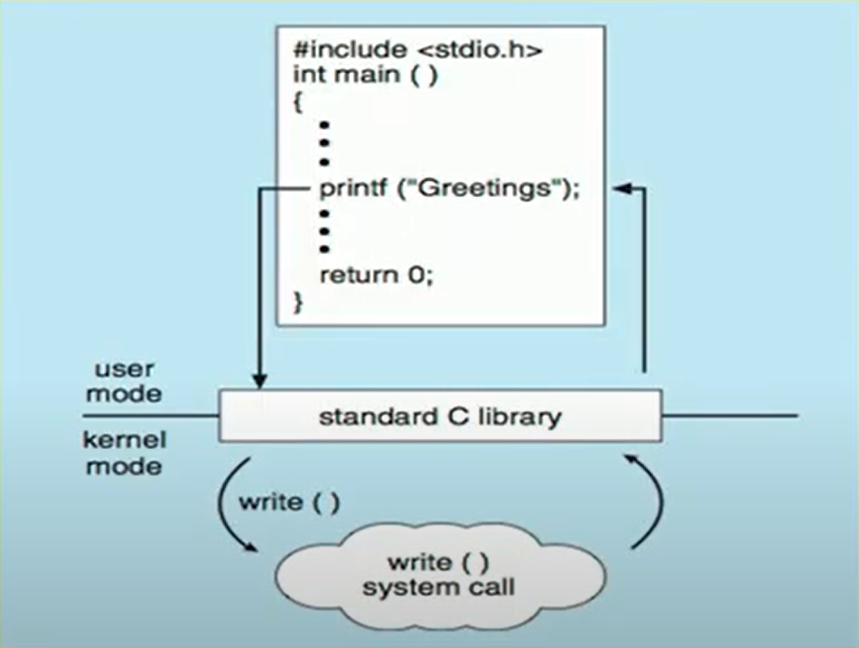 #include <stdio.h>
int main ( )
{
•
•
•
printf ("Greetings");
•
•
•
return 0;
}
user
mode
standard C library
kernel
mode
write ( )
write ( )
system call